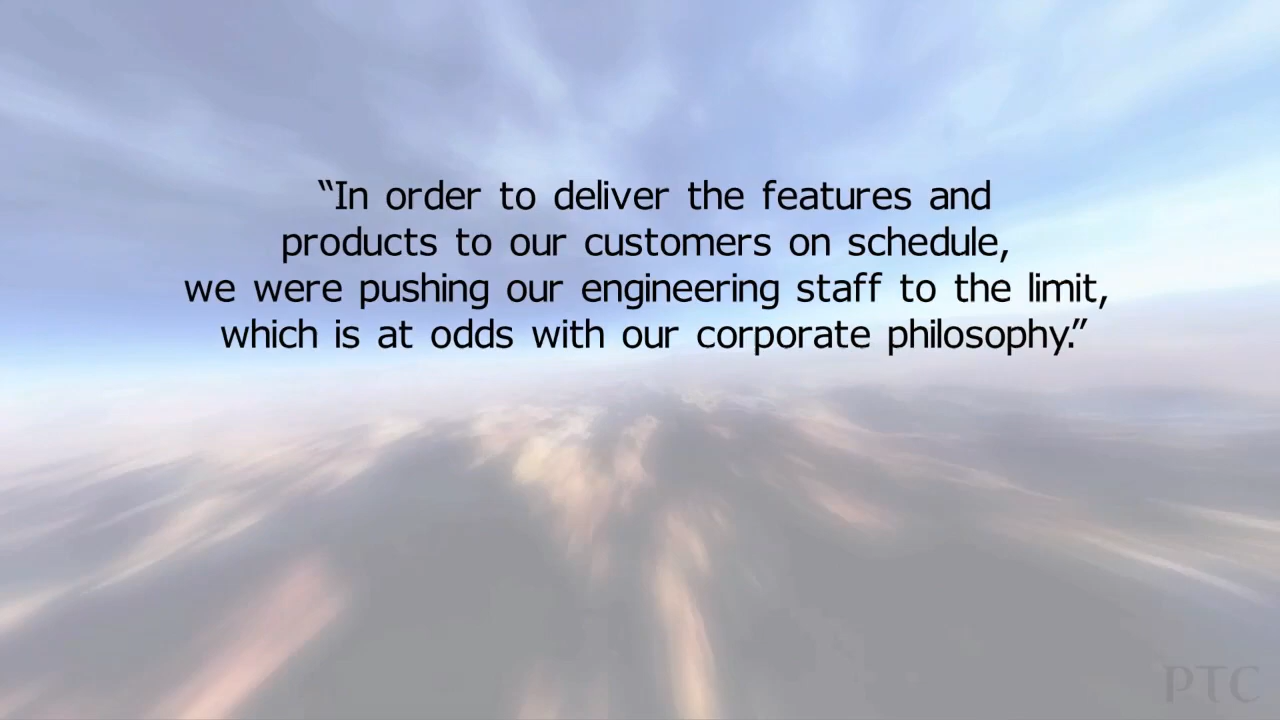 “In order to deliver the features and
products to our customers on schedule,
we were pushing our engineering staff to the limit,
which is at odds with our corporate philosophy.”
PTC